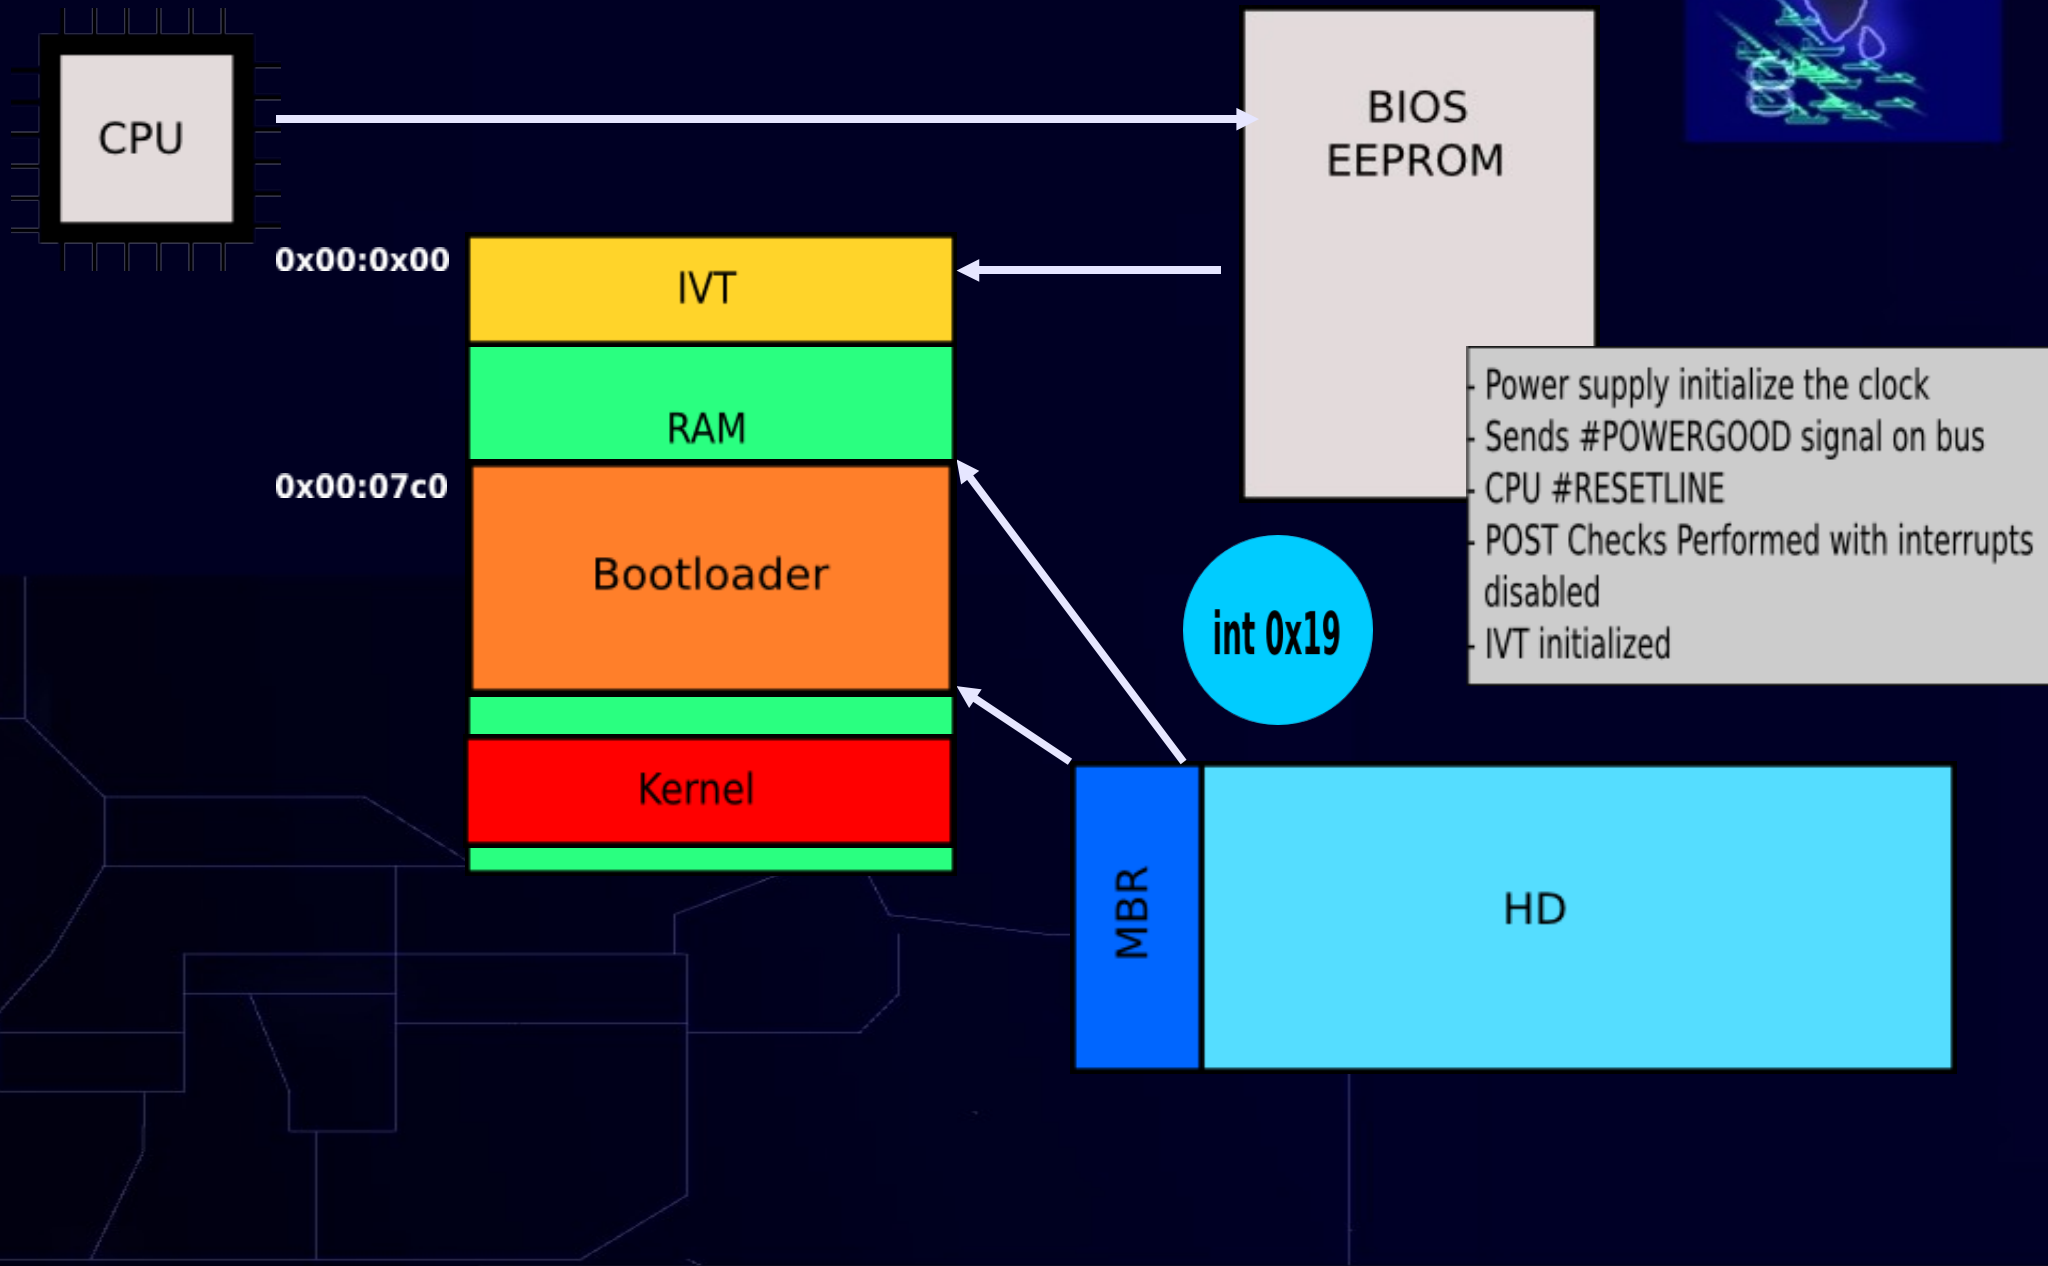 CPU
BIOS
EEPROM
0x00:0x00
IVT
RAM
0x00:07c0
Bootloader
Kernel
- Power supply initialize the clock
- Sends #POWERGOOD signal on bus
- CPU #RESETLINE
- POST Checks Performed with interrupts
disabled
- IVT initialized
int 0x19
MBR
HD